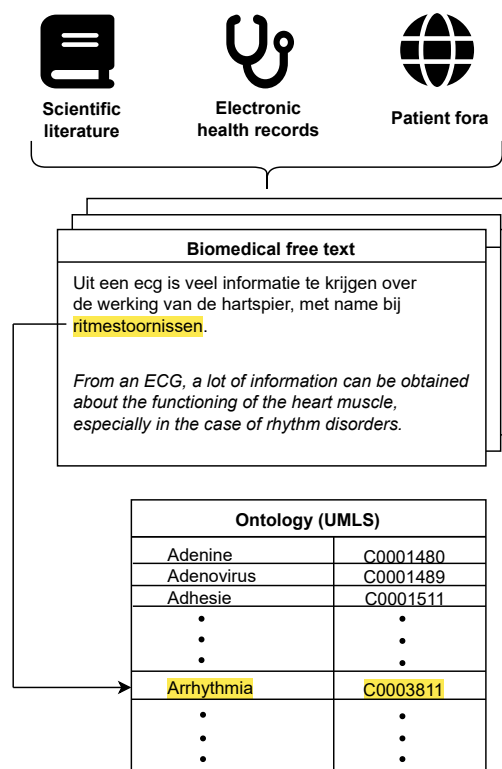 Scientific
literature
Electronic
health records
Patient fora
Biomedical free text
Uit een ecg is veel informatie te krijgen over
de werking van de hartspier, met name bij
ritmestoornissen.
From an ECG, a lot of information can be obtained
about the functioning of the heart muscle,
especially in the case of rhythm disorders.
Ontology (UMLS)
Adenine C0001480
Adenovirus C0001489
Adhesie C0001511
Arrhythmia C0003811